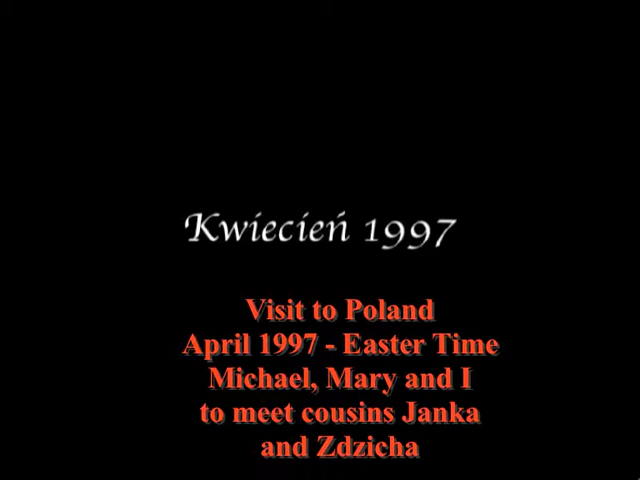 Kwiecień 1997
Visit to Poland
April 1997 - Easter Time
Michael, Mary and I
to meet cousins Janka
and Zdzicha